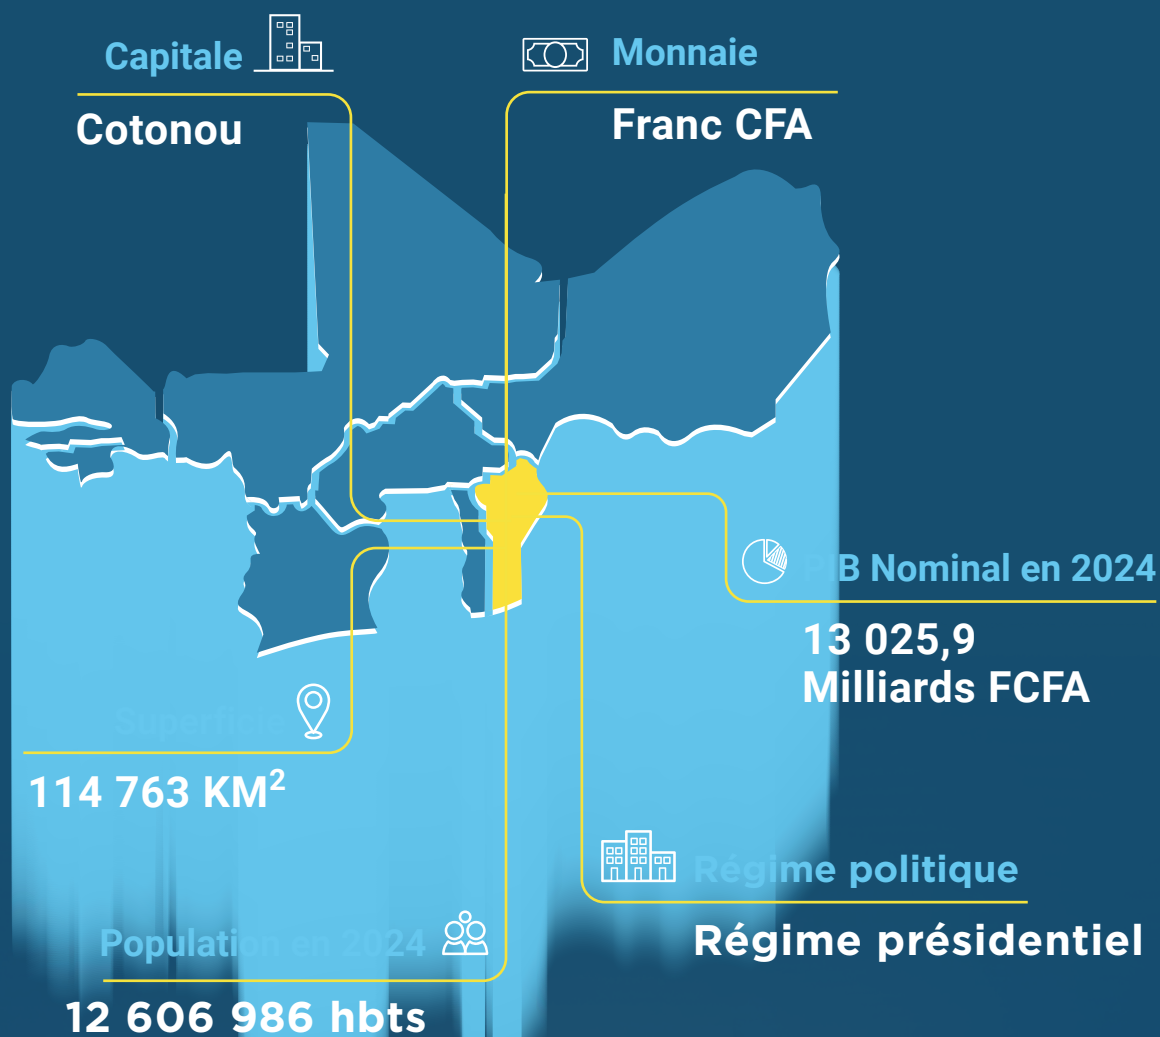 Capitale
Cotonou
Monnaie
Franc CFA
PIB Nominal en 2024
13 025,9
Milliards FCFA
Superficie
114 763 KM²
Régime politique
Régime présidentiel
Population en 2024
12 606 986 hbts